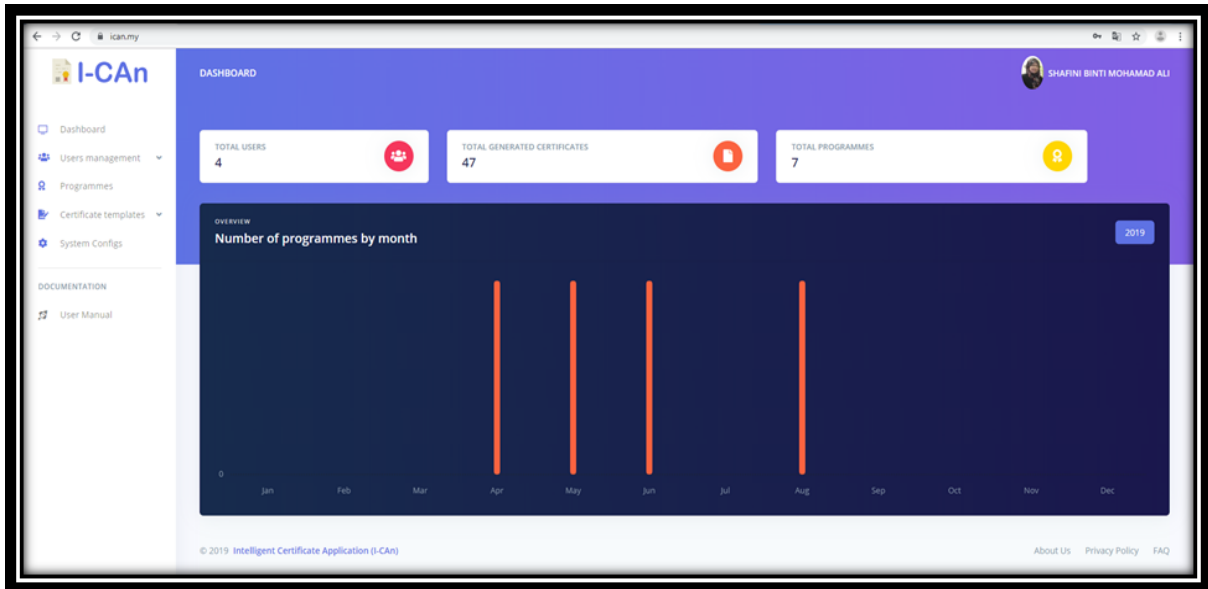 ican.my
I-CAn
DASHBOARD
SHAFINI BINTI MOHAMAD ALI
Dashboard
Users management
Programmes
Certificate templates
System Configs
DOCUMENTATION
User Manual
TOTAL USERS
4
TOTAL GENERATED CERTIFICATES
47
TOTAL PROGRAMMES
7
OVERVIEW
Number of programmes by month
2019
0
Jan Feb Mar Apr May Jun Jul Aug Sep Oct Nov Dec
© 2019 Intelligent Certificate Application (I-CAn)
About Us Privacy Policy FAQ